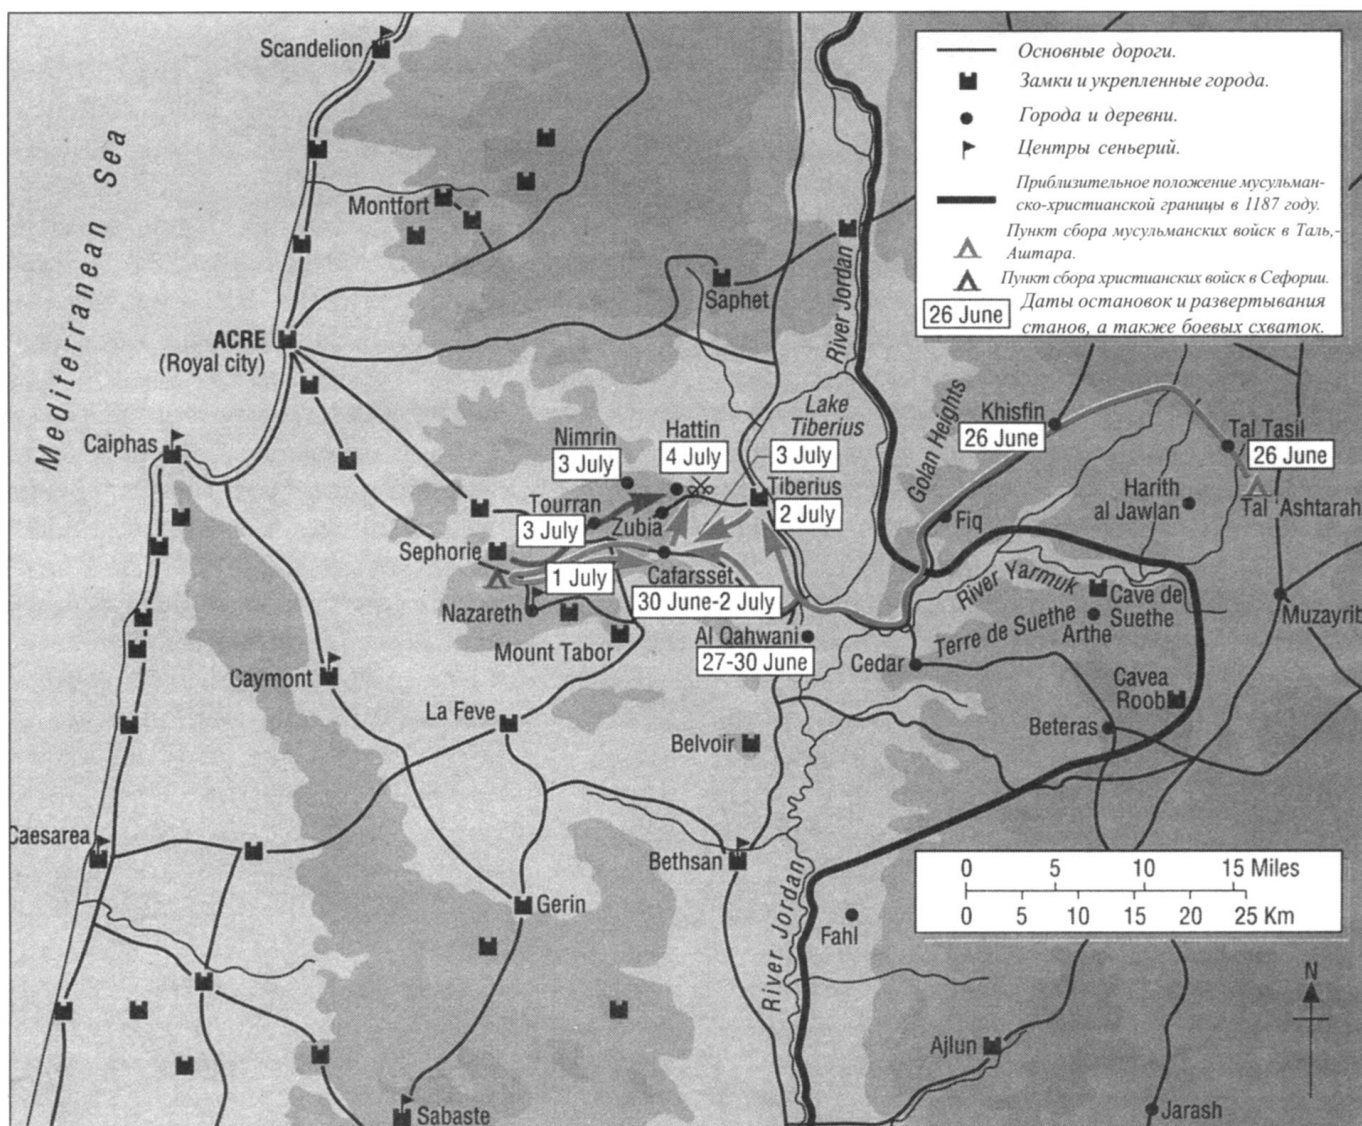 Scandelion
Основные дороги.
Замки и укрепленные города.
Города и деревни.
Центры сеньерий.
Приблизительное положение мусульман-
ско-христианской границы в 1187 году.
Пункт сбора мусульманских войск в Таль,-
Аштара.
Пункт сбора христианских войск в Сефории.
26 June
Даты остановок и развертывания
станов, а также боевых схваток.
Mediterranean Sea
Montfort
Saphet
River Jordan
ACRE
(Royal city)
Lake
Tiberius
Golan Heights
Khisfin
26 June
Tal Tasil
26 June
Tal 'Ashtarah
Caiphas
Nimrin
3 July
Hattin
4 July
3 July
Tiberius
2 July
Harith
al Jawlan
Tourran
3 July
Zubia
Fiq
Sephorie
1 July
Cafarsset
30 June-2 July
River Yarmuk
Cave de
Suethe
Nazareth
Mount Tabor
Al Qahwani
27-30 June
Terre de Suethe
Arthe
Muzayrib
Cedar
Caymont
Cavea
Roob
La Feve
Belvoir
Beteras
Caesarea
Bethsan
0 5 10 15 Miles
0 5 10 15 20 25 Km
Gerin
River Jordan
Fahl
N
Ajlun
Sabaste
Jarash